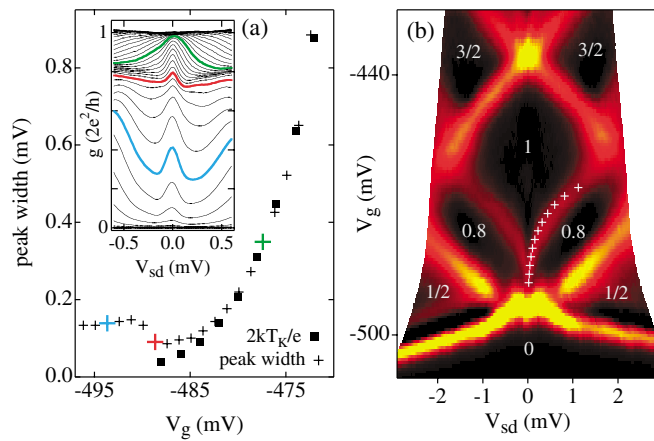 (a)
0.8
0.6
0.4
0.2
0.0
peak width (mV)
-495
-485
-475
V_g (mV)
1
g (2e²/h)
0
-0.5
0.0
0.5
V_sd (mV)
2kT_K/e ■
peak width +
(b)
3/2
3/2
1
0.8
0.8
1/2
1/2
0
-440
-500
V_g (mV)
-2
-1
0
1
2
V_sd (mV)